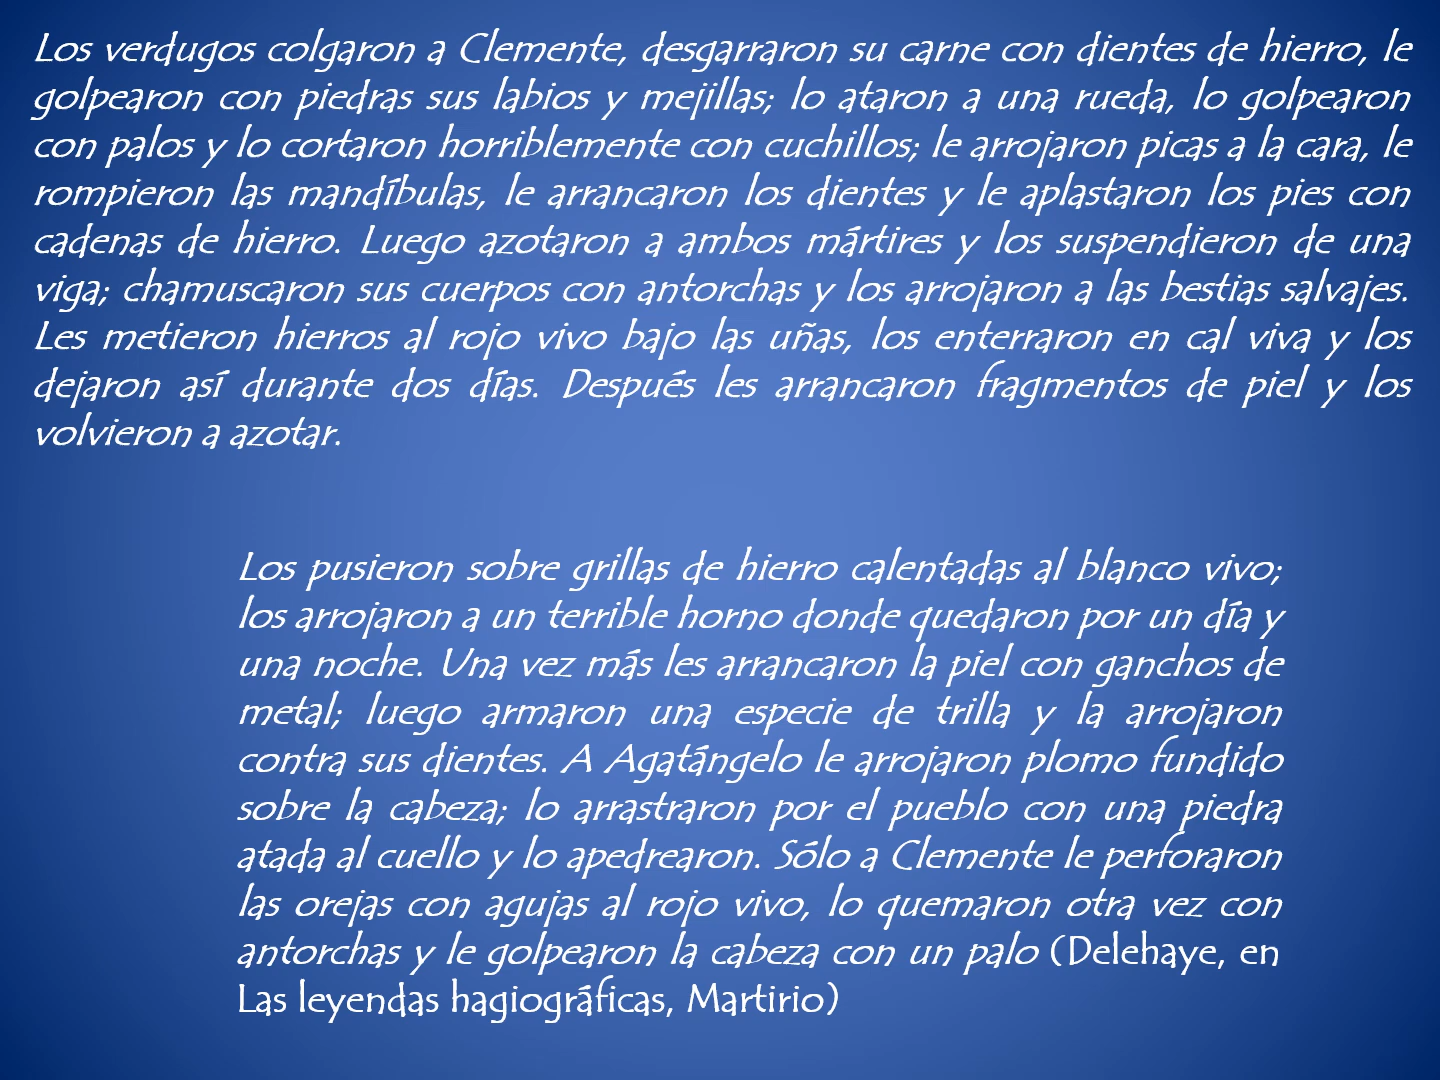 Los verdugos colgaron a Clemente, desgarraron su carne con dientes de hierro, le
golpearon con piedras sus labios y mejillas; lo ataron a una rueda, lo golpearon
con palos y lo cortaron horriblemente con cuchillos; le arrojaron picas a la cara, le
rompieron las mandíbulas, le arrancaron los dientes y le aplastaron los pies con
cadenas de hierro. Luego azotaron a ambos mártires y los suspendieron de una
viga; chamuscaron sus cuerpos con antorchas y los arrojaron a las bestias salvajes.
Les metieron hierros al rojo vivo bajo las uñas, los enterraron en cal viva y los
dejaron así durante dos días. Después les arrancaron fragmentos de piel y los
volvieron a azotar.
Los pusieron sobre grillas de hierro calentadas al blanco vivo;
los arrojaron a un terrible horno donde quedaron por un día y
una noche. Una vez más les arrancaron la piel con ganchos de
metal; luego armaron una especie de trilla y la arrojaron
contra sus dientes. A Agatángelo le arrojaron plomo fundido
sobre la cabeza; lo arrastraron por el pueblo con una piedra
atada al cuello y lo apedrearon. Sólo a Clemente le perforaron
las orejas con agujas al rojo vivo, lo quemaron otra vez con
antorchas y le golpearon la cabeza con un palo (Delehaye, en
Las leyendas hagiográficas, Martirio)